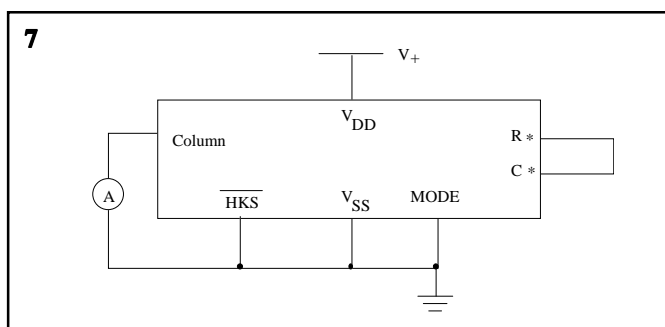 7
V+
VDD
Column
R *
C *
A
HKS
VSS
MODE